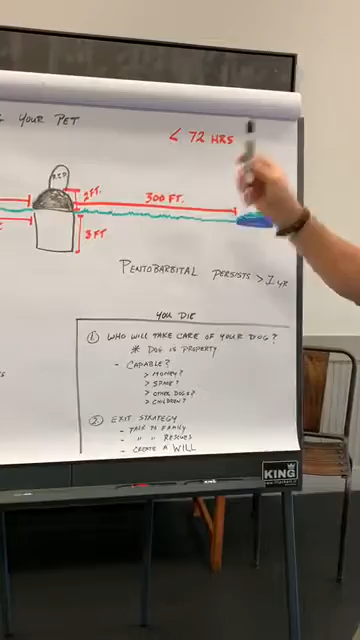 YOUR PET
< 72 HRS
R.I.P
2 FT.
300 FT.
3 FT
PENTOBARBITAL PERSISTS > 1 YR
YOU DIE
1. WHO WILL TAKE CARE OF YOUR DOG?
* DOG IS PROPERTY
- CAPABLE?
> MONEY?
> SPACE?
> OTHER DOGS?
> CHILDREN?
2. EXIT STRATEGY
- TALK TO FAMILY
- " " RESCUES
- CREATE A WILL
KING